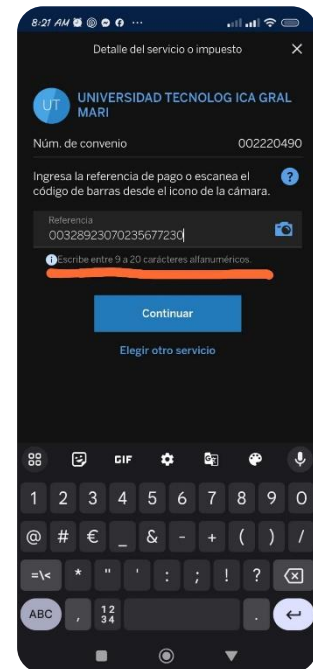 8:21 AM
Detalle del servicio o impuesto
UT
UNIVERSIDAD TECNOLOG ICA GRAL
MARI
Núm. de convenio 002220490
Ingresa la referencia de pago o escanea el ?
código de barras desde el icono de la cámara.
Referencia
00328923070235677230
i Escribe entre 9 a 20 carácteres alfanuméricos.
Continuar
Elegir otro servicio
GIF
1 2 3 4 5 6 7 8 9 0
@ # € _ & - + ( ) /
=\< * " ' : ; ! ?
ABC , 12 .
34